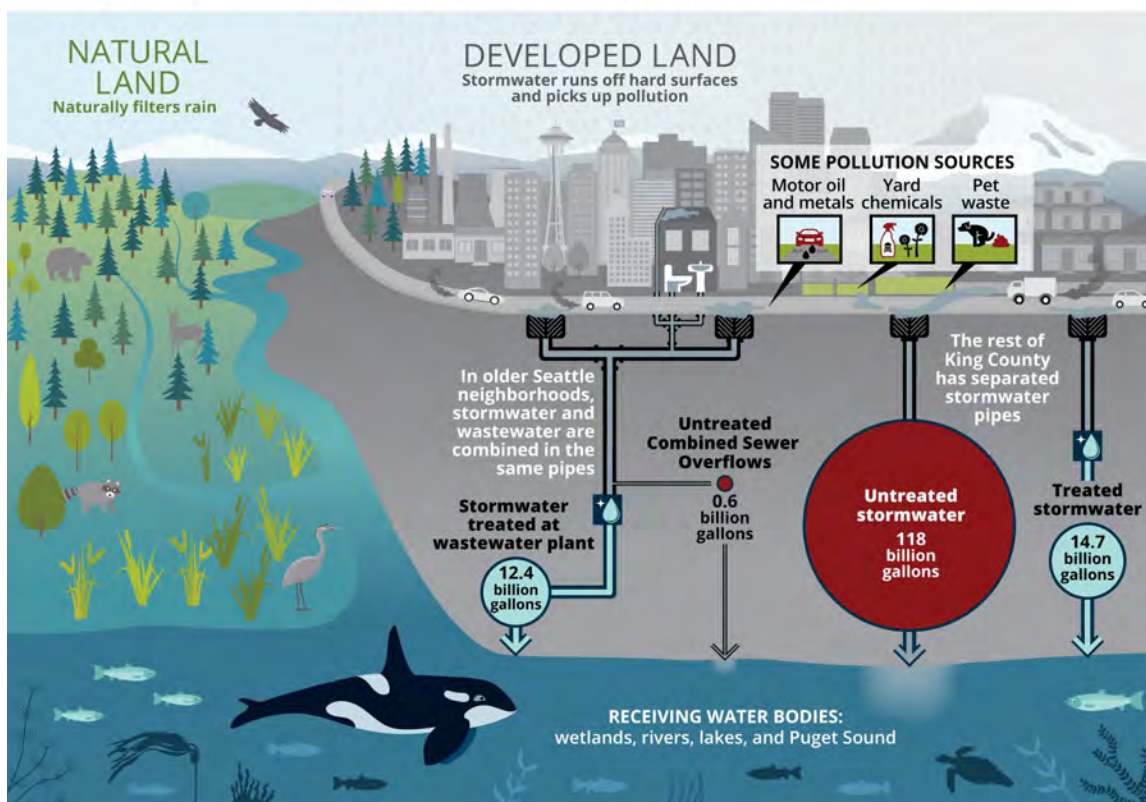 NATURAL
LAND
Naturally filters rain
DEVELOPED LAND
Stormwater runs off hard surfaces
and picks up pollution
SOME POLLUTION SOURCES
Motor oil
and metals
Yard
chemicals
Pet
waste
In older Seattle
neighborhoods,
stormwater and
wastewater are
combined in the
same pipes
The rest of
King County
has separated
stormwater
pipes
Stormwater
treated at
wastewater plant
12.4
billion
gallons
Untreated
Combined Sewer
Overflows
0.6
billion
gallons
Untreated
stormwater
118
billion
gallons
Treated
stormwater
14.7
billion
gallons
RECEIVING WATER BODIES:
wetlands, rivers, lakes, and Puget Sound